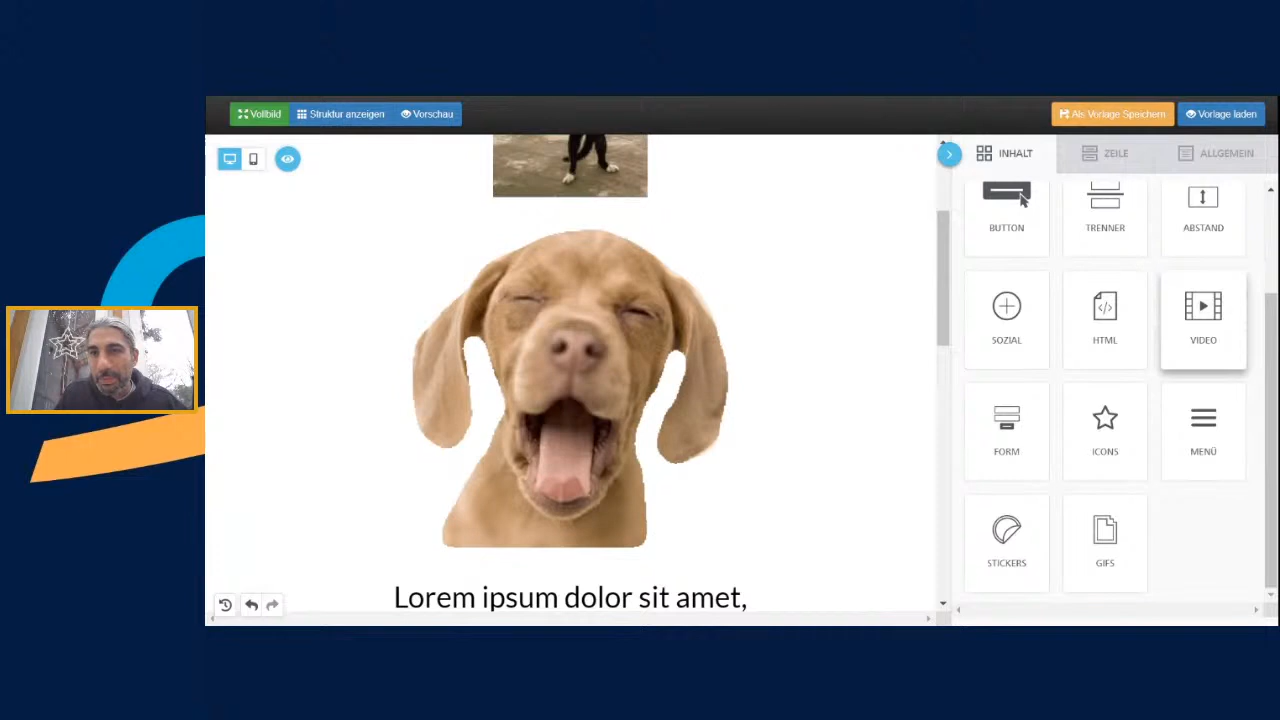 Vollbild Struktur anzeigen Vorschau
Als Vorlage Speichern Vorlage laden
INHALT ZEILE ALLGEMEIN
BUTTON TRENNER ABSTAND
SOZIAL HTML VIDEO
FORM ICONS MENÜ
STICKERS GIFS
Lorem ipsum dolor sit amet,